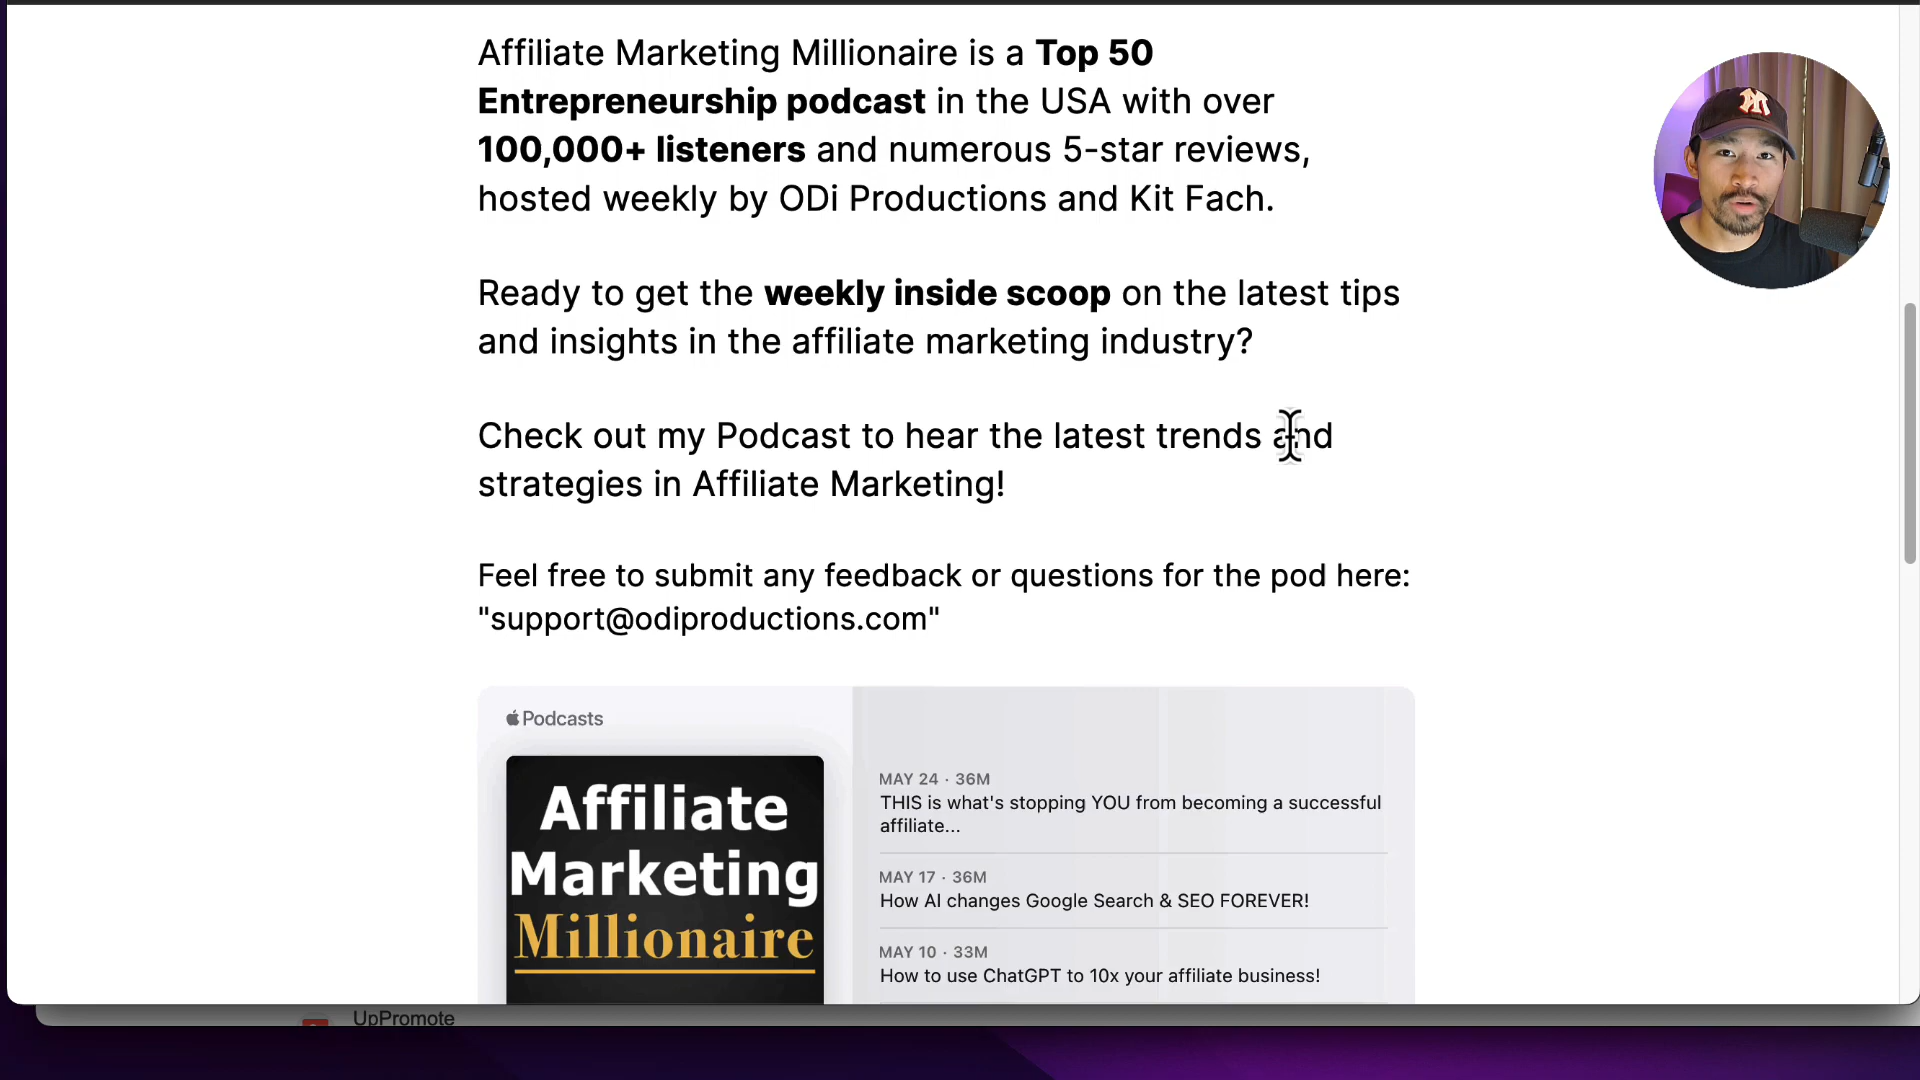 Affiliate Marketing Millionaire is a Top 50
Entrepreneurship podcast in the USA with over
100,000+ listeners and numerous 5-star reviews,
hosted weekly by ODi Productions and Kit Fach.
Ready to get the weekly inside scoop on the latest tips
and insights in the affiliate marketing industry?
Check out my Podcast to hear the latest trends and
strategies in Affiliate Marketing!
Feel free to submit any feedback or questions for the pod here:
"support@odiproductions.com"
Podcasts
Affiliate
Marketing
Millionaire
MAY 24 · 36M
THIS is what's stopping YOU from becoming a successful
affiliate...
MAY 17 · 36M
How AI changes Google Search & SEO FOREVER!
MAY 10 · 33M
How to use ChatGPT to 10x your affiliate business!
UpPromote